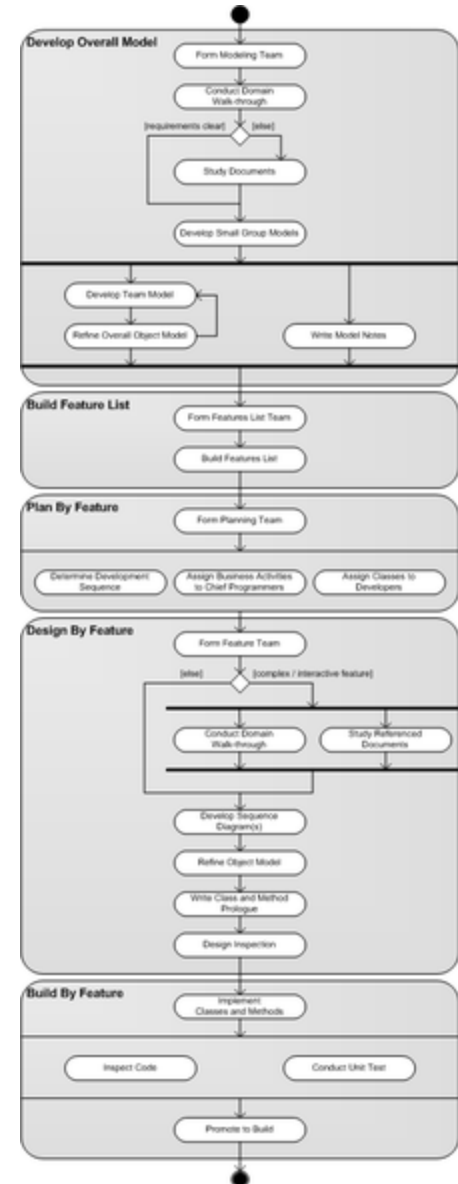 Develop Overall Model
Form Modeling Team
Conduct Domain
Walk-through
[requirements clear]
[else]
Study Documents
Develop Small Group Models
Develop Team Model
Refine Overall Object Model
Write Model Notes
Build Feature List
Form Features List Team
Build Features List
Plan By Feature
Form Planning Team
Determine Development
Sequence
Assign Business Activities
to Chief Programmers
Assign Classes to
Developers
Design By Feature
Form Feature Team
[else]
[complex / interactive feature]
Conduct Domain
Walk-through
Study Referenced
Documents
Develop Sequence
Diagram(s)
Refine Object Model
Write Class and Method
Prologue
Design Inspection
Build By Feature
Implement
Classes and Methods
Inspect Code
Conduct Unit Test
Promote to Build